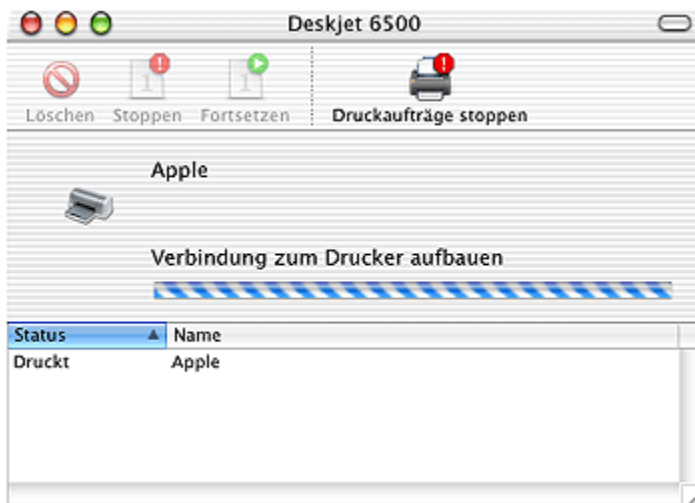 Deskjet 6500
Löschen Stoppen Fortsetzen Druckaufträge stoppen
Apple
Verbindung zum Drucker aufbauen
Status Name
Druckt Apple